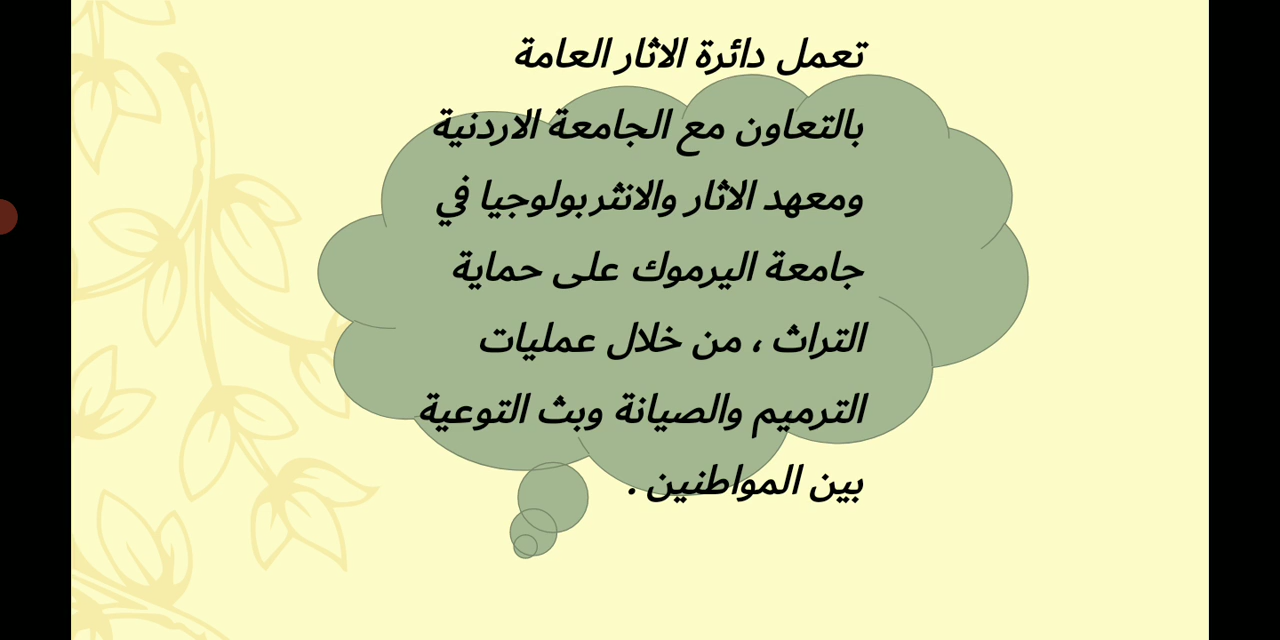 تعمل دائرة الاثار العامة
بالتعاون مع الجامعة الاردنية
ومعهد الاثار والانثربولوجيا في
جامعة اليرموك على حماية
التراث ، من خلال عمليات
الترميم والصيانة وبث التوعية
بين المواطنين .